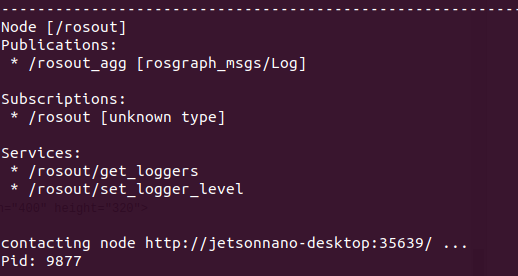 --------------------------------------------------------------------------------
Node [/rosout]
Publications:
 * /rosout_agg [rosgraph_msgs/Log]
Subscriptions:
 * /rosout [unknown type]
Services:
 * /rosout/get_loggers
 * /rosout/set_logger_level
contacting node http://jetsonnano-desktop:35639/ ...
Pid: 9877